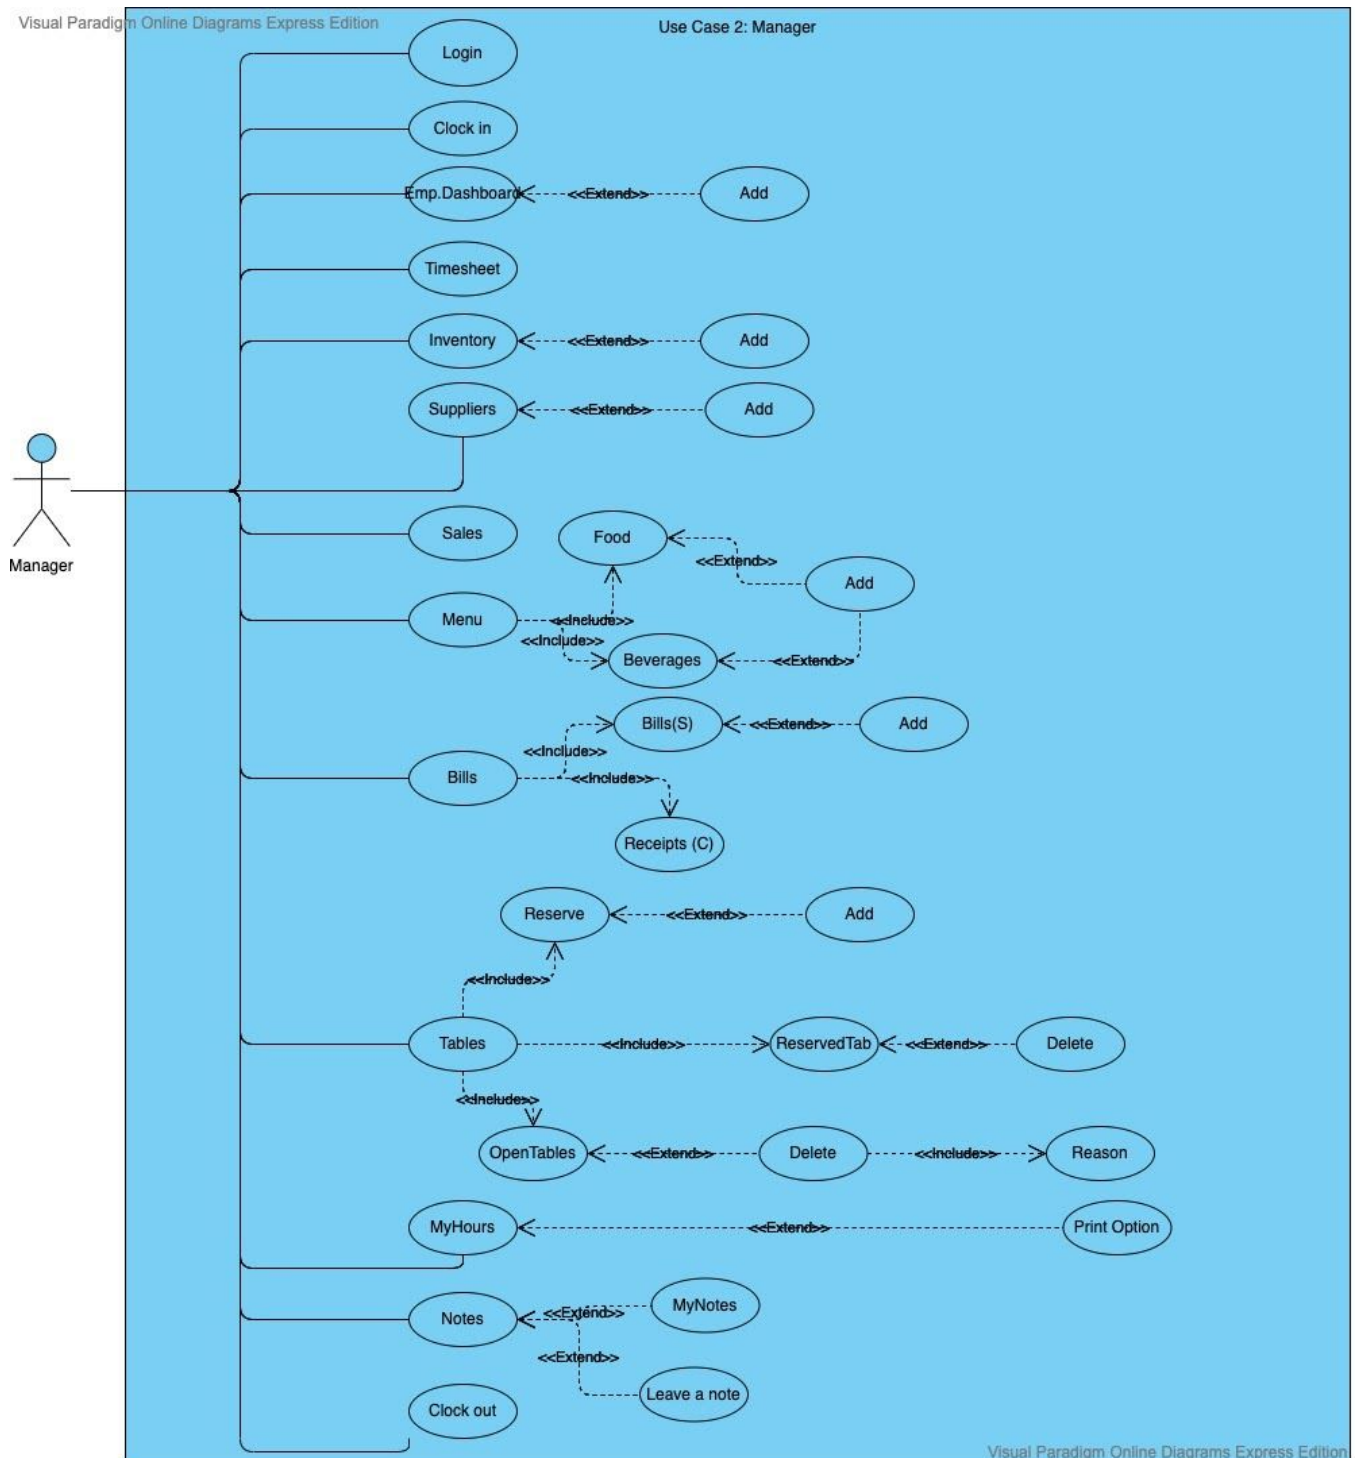 Visual Paradigm Online Diagrams Express Edition
Use Case 2: Manager
Login
Clock in
Emp.Dashboard
<<Extend>>
Add
Timesheet
Inventory
<<Extend>>
Add
Suppliers
<<Extend>>
Add
Manager
Sales
Food
<<Extend>>
Add
Menu
<<Include>>
<<Include>>
Beverages
<<Extend>>
Bills(S)
<<Extend>>
Add
<<Include>>
Bills
<<Include>>
Receipts (C)
Reserve
<<Extend>>
Add
<<Include>>
Tables
<<Include>>
ReservedTab
<<Extend>>
Delete
<<Include>>
OpenTables
<<Extend>>
Delete
<<Include>>
Reason
MyHours
<<Extend>>
Print Option
MyNotes
<<Extend>>
Notes
<<Extend>>
Leave a note
Clock out
Visual Paradigm Online Diagrams Express Edition